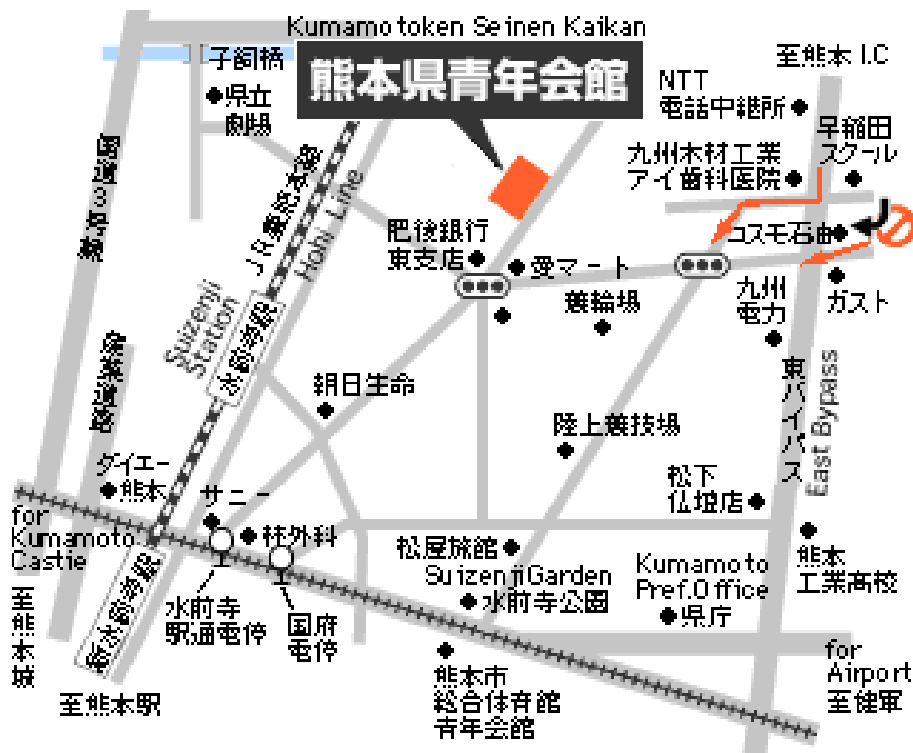 Kumamotoken Seinen Kaikan
熊本県青年会館
子飼橋
県立
劇場
国道3号線
JR豊肥本線
Hohi Line
NTT
電話中継所
至熊本 I.C
早稲田
スクール
九州木材工業
アイ歯科医院
コスモ石油
ガスト
肥後銀行
東支店
愛マート
競輪場
九州
電力
Suizenji
Station
水前寺駅
朝日生命
陸上競技場
東バイパス
East Bypass
松下
仏壇店
ダイエー
熊本
サニー
林外科
for
Kumamoto
Castle
至熊本城
新水前寺駅
水前寺
駅通電停
国府
電停
松屋旅館
Suizenji Garden
水前寺公園
Kumamoto
Pref.Office
県庁
熊本
工業高校
至熊本駅
熊本市
総合体育館
青年会館
for
Airport
至健軍